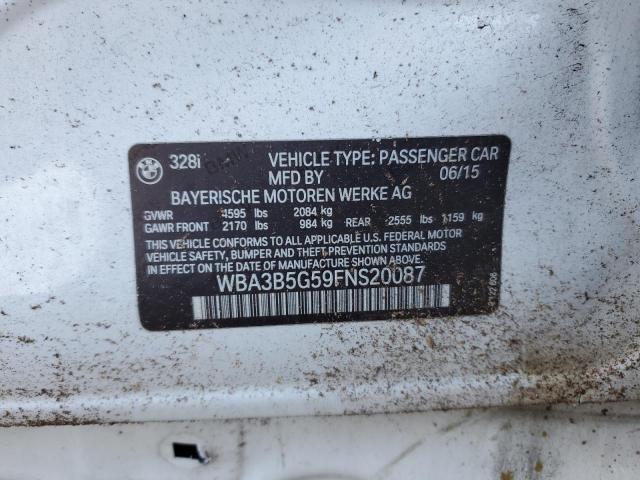 BMW
328i VEHICLE TYPE: PASSENGER CAR
MFD BY 06/15
BAYERISCHE MOTOREN WERKE AG
GVWR 4595 lbs 2084 kg
GAWR FRONT 2170 lbs 984 kg REAR 2555 lbs 1159 kg
THIS VEHICLE CONFORMS TO ALL APPLICABLE U.S. FEDERAL MOTOR
VEHICLE SAFETY, BUMPER AND THEFT PREVENTION STANDARDS
IN EFFECT ON THE DATE OF MANUFACTURE SHOWN ABOVE.
WBA3B5G59FNS20087